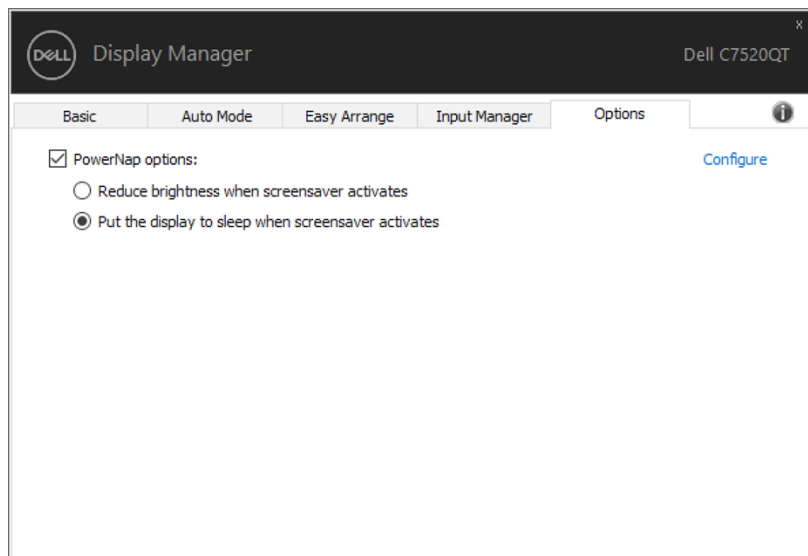 x
DELL Display Manager Dell C7520QT
Basic Auto Mode Easy Arrange Input Manager Options i
PowerNap options: Configure
Reduce brightness when screensaver activates
Put the display to sleep when screensaver activates